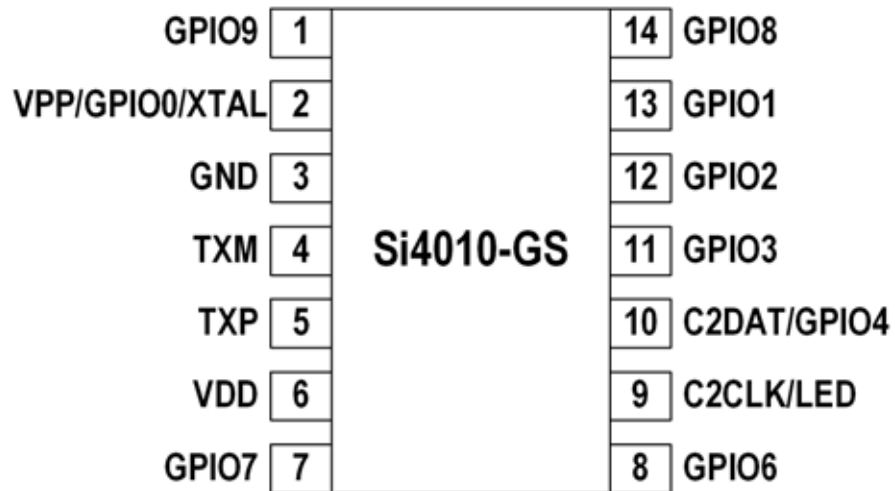 GPIO9 1 14 GPIO8
VPP/GPIO0/XTAL 2 13 GPIO1
GND 3 12 GPIO2
TXM 4 Si4010-GS 11 GPIO3
TXP 5 10 C2DAT/GPIO4
VDD 6 9 C2CLK/LED
GPIO7 7 8 GPIO6